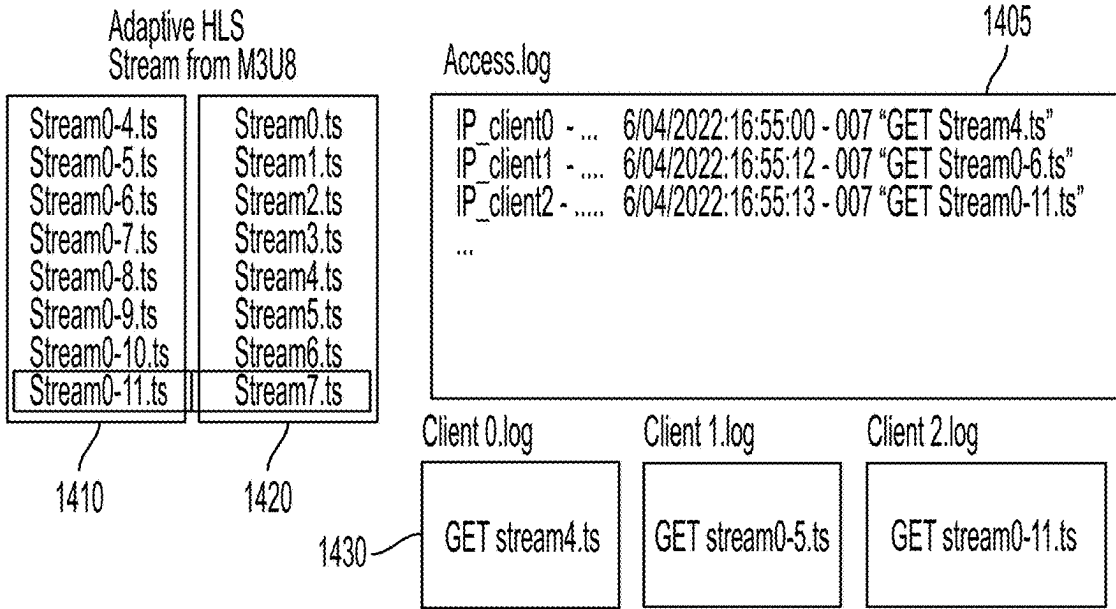 Adaptive HLS
Stream from M3U8
Stream0-4.ts
Stream0-5.ts
Stream0-6.ts
Stream0-7.ts
Stream0-8.ts
Stream0-9.ts
Stream0-10.ts
Stream0-11.ts
1410
Stream0.ts
Stream1.ts
Stream2.ts
Stream3.ts
Stream4.ts
Stream5.ts
Stream6.ts
Stream7.ts
1420
Access.log
1405
IP_client0 - ... 6/04/2022:16:55:00 - 007 “GET Stream4.ts”
IP_client1 - .... 6/04/2022:16:55:12 - 007 “GET Stream0-6.ts”
IP_client2 - ..... 6/04/2022:16:55:13 - 007 “GET Stream0-11.ts”
...
Client 0.log
GET stream4.ts
1430
Client 1.log
GET stream0-5.ts
Client 2.log
GET stream0-11.ts